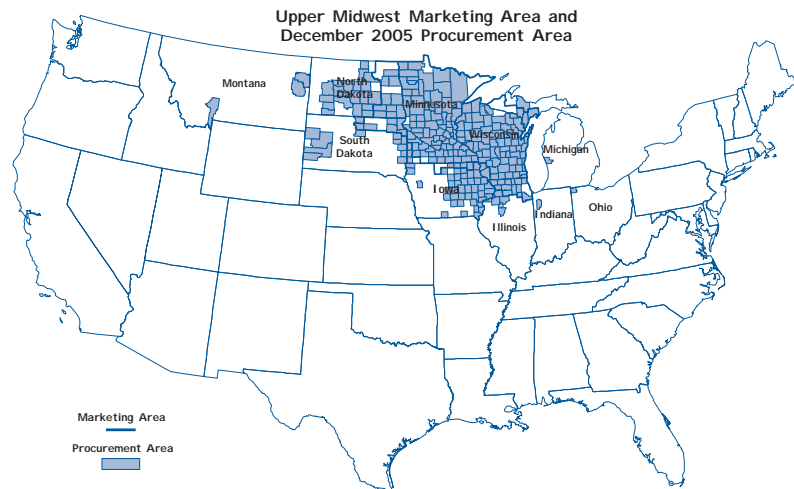 Upper Midwest Marketing Area and
December 2005 Procurement Area
Montana
North
Dakota
Minnesota
South
Dakota
Wisconsin
Michigan
Iowa
Illinois
Indiana
Ohio
Marketing Area
Procurement Area